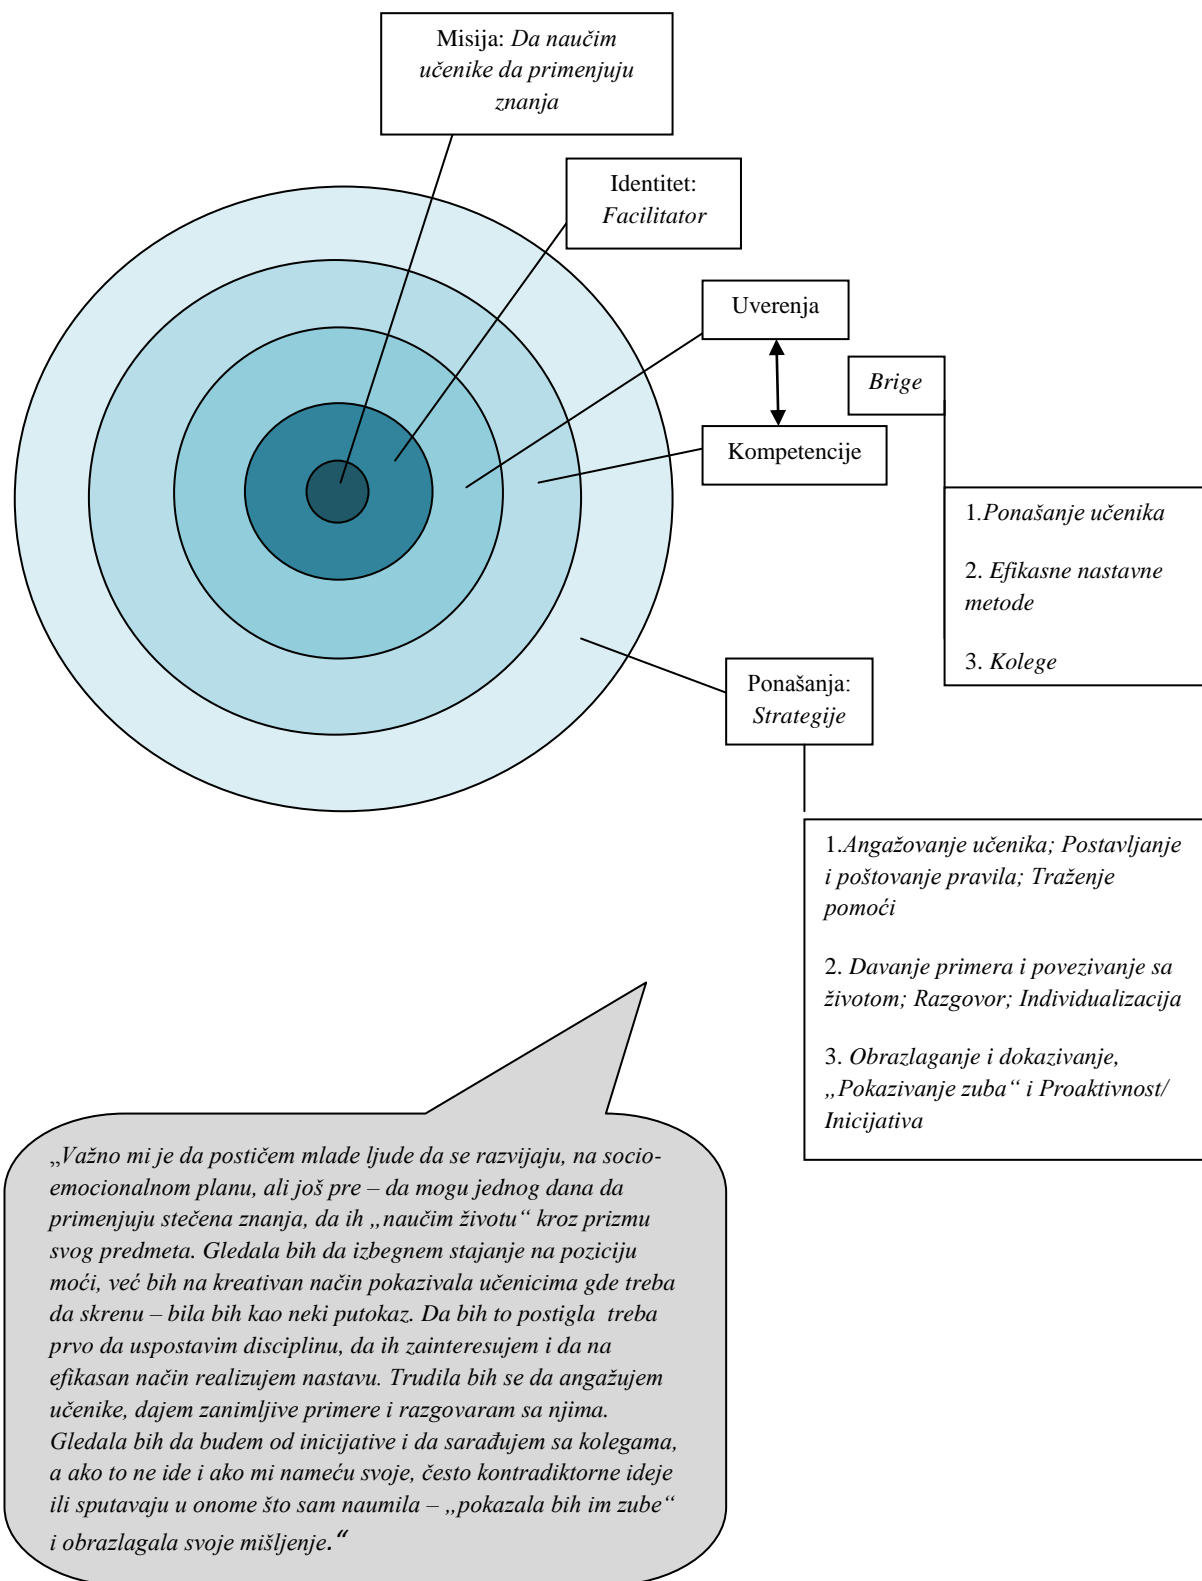 Misija: Da naučim
učenike da primenjuju
znanja
Identitet:
Facilitator
Uverenja
Brige
Kompetencije
1.Ponašanje učenika
2. Efikasne nastavne
metode
3. Kolege
Ponašanja:
Strategije
1.Angažovanje učenika; Postavljanje
i poštovanje pravila; Traženje
pomoći
2. Davanje primera i povezivanje sa
životom; Razgovor; Individualizacija
3. Obrazlaganje i dokazivanje,
„Pokazivanje zuba“ i Proaktivnost/
Inicijativa
„Važno mi je da postičem mlade ljude da se razvijaju, na socio-
emocionalnom planu, ali još pre – da mogu jednog dana da
primenjuju stečena znanja, da ih „naučim životu“ kroz prizmu
svog predmeta. Gledala bih da izbegnem stajanje na poziciju
moći, već bih na kreativan način pokazivala učenicima gde treba
da skrenu – bila bih kao neki putokaz. Da bih to postigla treba
prvo da uspostavim disciplinu, da ih zainteresujem i da na
efikasan način realizujem nastavu. Trudila bih se da angažujem
učenike, dajem zanimljive primere i razgovaram sa njima.
Gledala bih da budem od inicijative i da sarađujem sa kolegama,
a ako to ne ide i ako mi nameću svoje, često kontradiktorne ideje
ili sputavaju u onome što sam naumila – „pokazala bih im zube“
i obrazlagala svoje mišljenje.“